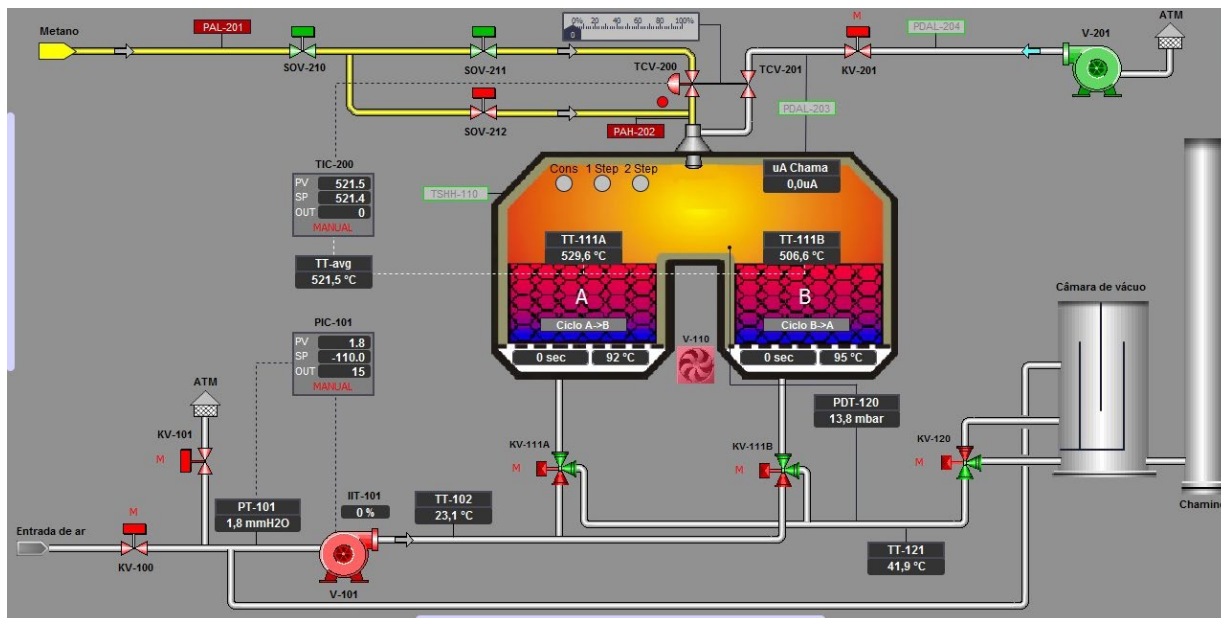 Metano
PAL-201
0% 20 40 60 80 100%
0
M
PDAL-204
ATM
V-201
SOV-210
SOV-211
TCV-200
TCV-201
KV-201
PDAL-203
SOV-212
PAH-202
TIC-200
PV 521.5
SP 521.4
OUT 0
MANUAL
TSHH-110
Cons 1 Step 2 Step
uA Chama
0,0uA
TT-111A
529,6 °C
TT-111B
506,6 °C
TT-avg
521,5 °C
A
B
Ciclo A->B
Ciclo B->A
0 sec 92 °C
V-110
0 sec 95 °C
Câmara de vácuo
PIC-101
PV 1.8
SP -110.0
OUT 15
MANUAL
ATM
KV-101
M
PDT-120
13,8 mbar
KV-111A
M
KV-111B
M
KV-120
M
PT-101
1,8 mmH2O
IIT-101
0 %
TT-102
23,1 °C
Chamine
Entrada de ar
M
KV-100
V-101
TT-121
41,9 °C